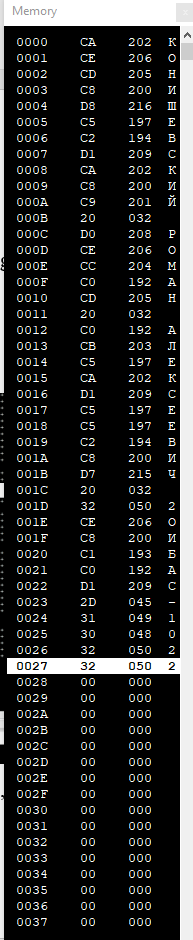 Memory
0000 CA 202 К
0001 CE 206 О
0002 CD 205 Н
0003 C8 200 И
0004 D8 216 Ш
0005 C5 197 Е
0006 C2 194 В
0007 D1 209 С
0008 CA 202 К
0009 C8 200 И
000A C9 201 Й
000B 20 032
000C D0 208 Р
000D CE 206 О
000E CC 204 М
000F C0 192 А
0010 CD 205 Н
0011 20 032
0012 C0 192 А
0013 CB 203 Л
0014 C5 197 Е
0015 CA 202 К
0016 D1 209 С
0017 C5 197 Е
0018 C5 197 Е
0019 C2 194 В
001A C8 200 И
001B D7 215 Ч
001C 20 032
001D 32 050 2
001E CE 206 О
001F C8 200 И
0020 C1 193 Б
0021 C0 192 А
0022 D1 209 С
0023 2D 045 -
0024 31 049 1
0025 30 048 0
0026 32 050 2
0027 32 050 2
0028 00 000
0029 00 000
002A 00 000
002B 00 000
002C 00 000
002D 00 000
002E 00 000
002F 00 000
0030 00 000
0031 00 000
0032 00 000
0033 00 000
0034 00 000
0035 00 000
0036 00 000
0037 00 000